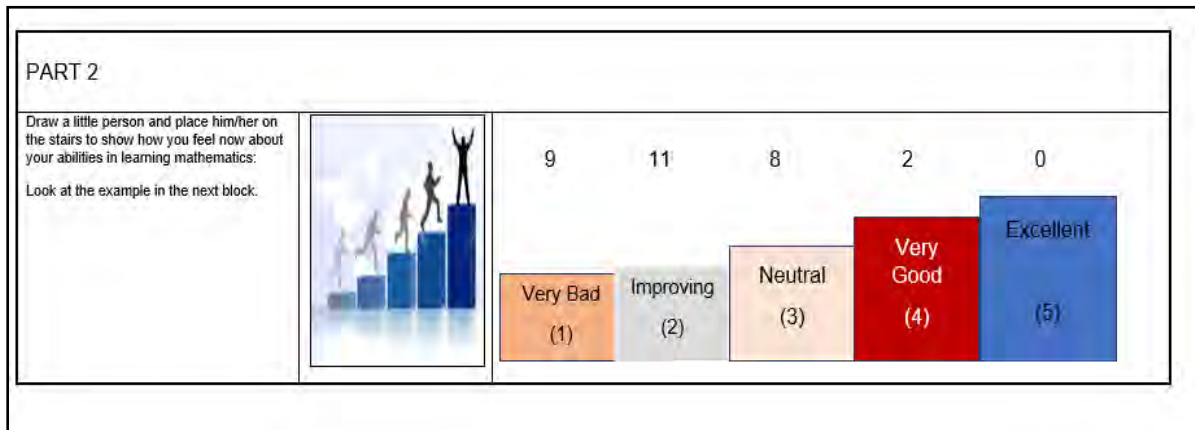 PART 2
Draw a little person and place him/her on
the stairs to show how you feel now about
your abilities in learning mathematics:
Look at the example in the next block.
9 11 8 2 0
Very Bad
(1)
Improving
(2)
Neutral
(3)
Very
Good
(4)
Excellent
(5)